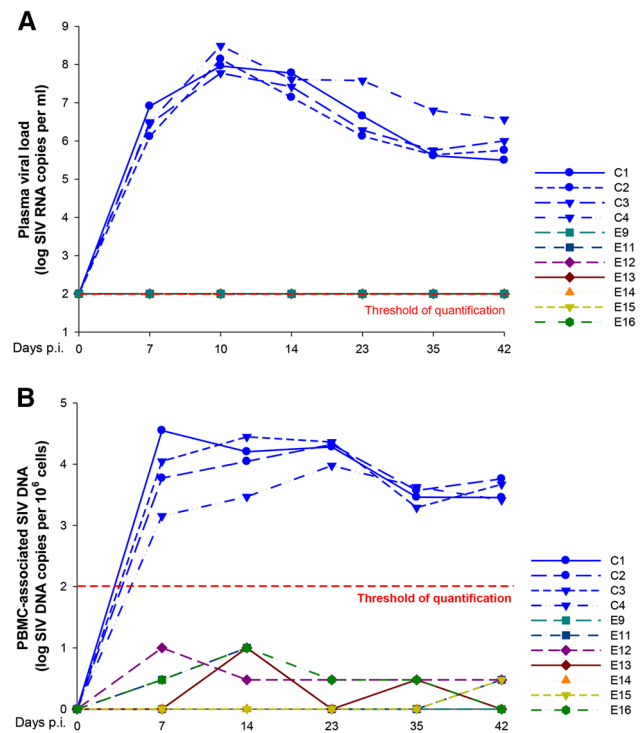 A
Plasma viral load
(log SIV RNA copies per ml)
9
8
7
6
5
4
3
2
1
Threshold of quantification
Days p.i.
0 7 10 14 23 35 42
C1
C2
C3
C4
E9
E11
E12
E13
E14
E15
E16
B
PBMC-associated SIV DNA
(log SIV DNA copies per 10⁶ cells)
5
4
3
2
1
0
Threshold of quantification
Days p.i.
0 7 14 23 35 42
C1
C2
C3
C4
E9
E11
E12
E13
E14
E15
E16